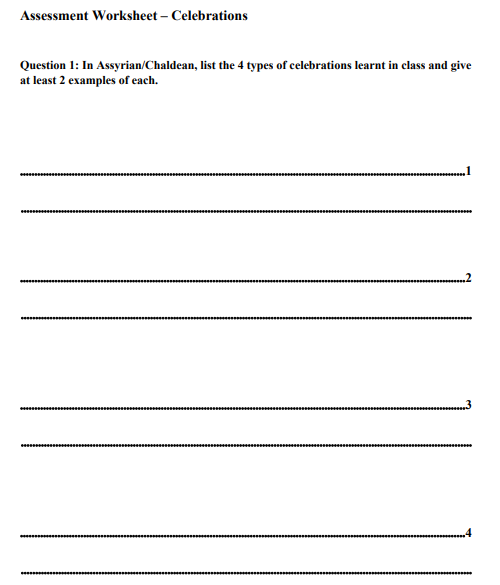 Assessment Worksheet – Celebrations
Question 1: In Assyrian/Chaldean, list the 4 types of celebrations learnt in class and give
at least 2 examples of each.
1
2
3
4